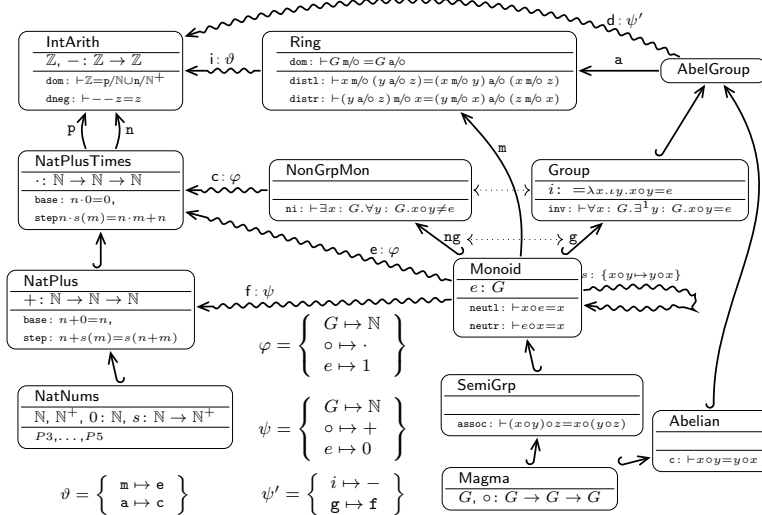 d: ψ′
IntArith
ℤ, −: ℤ → ℤ
dom: ⊢ℤ=p/ℕ∪n/ℕ⁺
dneg: ⊢−−z=z
i: ϑ
Ring
dom: ⊢G m/∘ =G a/∘
distl: ⊢x m/∘ (y a/∘ z)=(x m/∘ y) a/∘ (x m/∘ z)
distr: ⊢(y a/∘ z) m/∘ x=(y m/∘ x) a/∘ (z m/∘ x)
a
AbelGroup
p
n
m
NatPlusTimes
·: ℕ → ℕ → ℕ
base: n·0=0,
stepn·s(m)=n·m+n
c: φ
NonGrpMon
ni: ⊢∃x: G.∀y: G.x∘y≠e
Group
i: =λx.ιy.x∘y=e
inv: ⊢∀x: G.∃¹y: G.x∘y=e
ng
g
e: φ
NatPlus
+: ℕ → ℕ → ℕ
base: n+0=n,
step: n+s(m)=s(n+m)
f: ψ
Monoid
e: G
neutl: ⊢x∘e=x
neutr: ⊢e∘x=x
s: {x∘y↦y∘x}
φ = { G ↦ ℕ
∘ ↦ ·
e ↦ 1 }
NatNums
ℕ, ℕ⁺, 0: ℕ, s: ℕ → ℕ⁺
P3,...,P5
ψ = { G ↦ ℕ
∘ ↦ +
e ↦ 0 }
SemiGrp
assoc: ⊢(x∘y)∘z=x∘(y∘z)
Abelian
c: ⊢x∘y=y∘x
ϑ = { m ↦ e
a ↦ c }
ψ′ = { i ↦ −
g ↦ f }
Magma
G, ∘: G → G → G